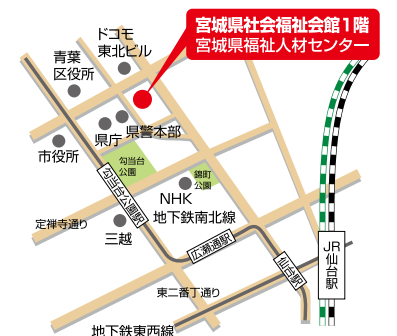 宮城県社会福祉会館１階
宮城県福祉人材センター
ドコモ
東北ビル
青葉
区役所
県庁
県警本部
市役所
勾当台
公園
勾当台公園駅
錦町
公園
NHK
地下鉄南北線
定禅寺通り
三越
広瀬通駅
仙台駅
JR
仙台駅
東二番丁通り
地下鉄東西線